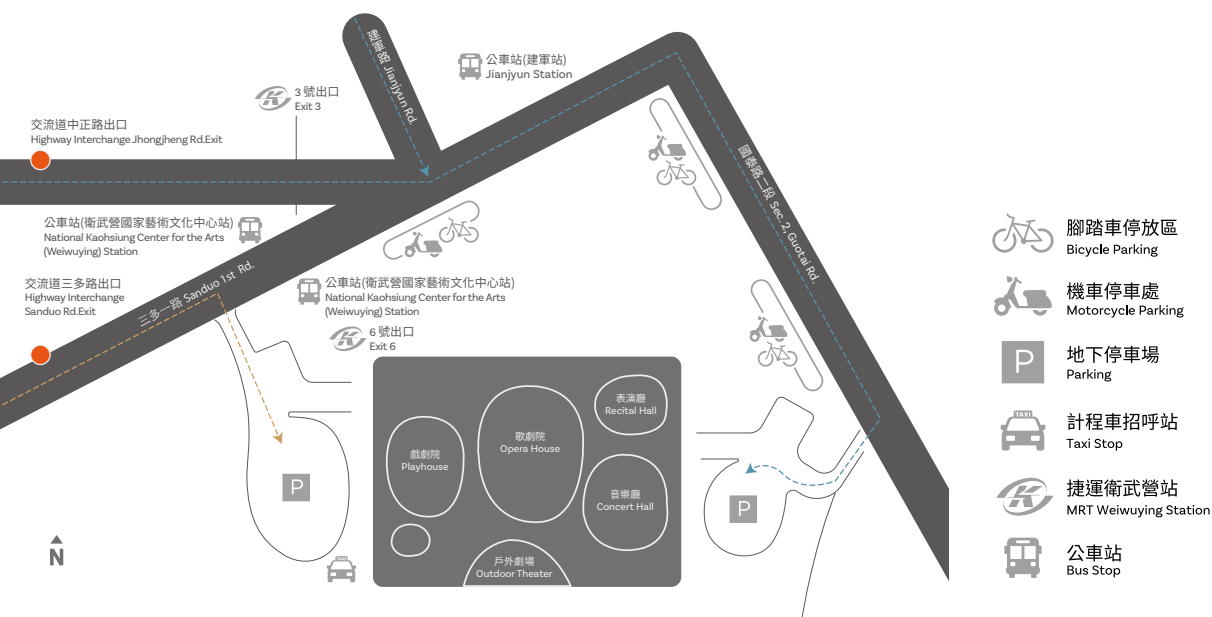 建軍路 Jianjyun Rd.
公車站(建軍站)
Jianjyun Station
3 號出口
Exit 3
交流道中正路出口
Highway Interchange Jhongjheng Rd.Exit
公車站(衛武營國家藝術文化中心站)
National Kaohsiung Center for the Arts
(Weiwuying) Station
交流道三多路出口
Highway Interchange
Sanduo Rd.Exit
三多一路 Sanduo 1st Rd.
公車站(衛武營國家藝術文化中心站)
National Kaohsiung Center for the Arts
(Weiwuying) Station
6 號出口
Exit 6
國泰路二段 Sec. 2, Guotai Rd.
表演廳
Recital Hall
歌劇院
Opera House
戲劇院
Playhouse
音樂廳
Concert Hall
戶外劇場
Outdoor Theater
P
P
TAXI
N
腳踏車停放區
Bicycle Parking
機車停車處
Motorcycle Parking
P
地下停車場
Parking
TAXI
計程車招呼站
Taxi Stop
捷運衛武營站
MRT Weiwuying Station
公車站
Bus Stop